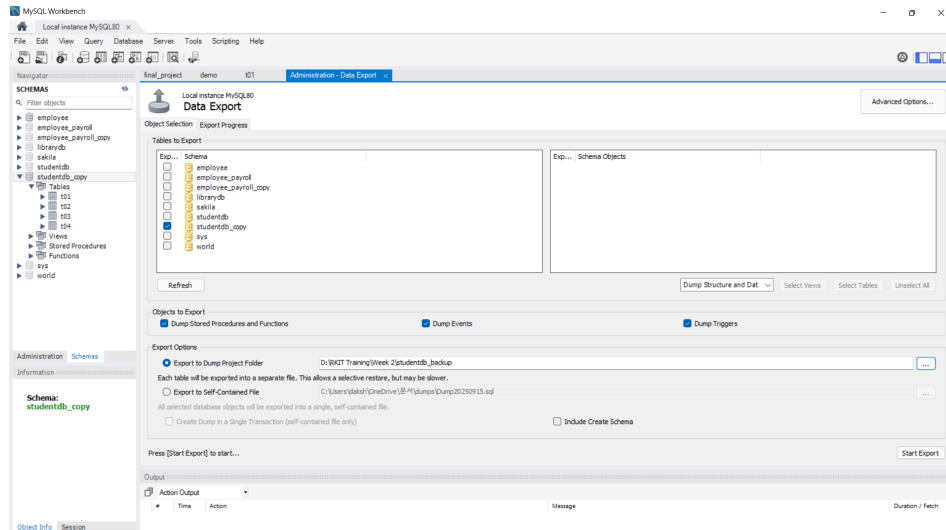 MySQL Workbench
Local instance MySQL80 ×
File Edit View Query Database Server Tools Scripting Help
Navigator
SCHEMAS
Filter objects
employee
employee_payroll
employee_payroll_copy
librarydb
sakila
studentdb
studentdb_copy
Tables
t01
t02
t03
t04
Views
Stored Procedures
Functions
sys
world
Administration Schemas
Information
Schema:
studentdb_copy
Object Info Session
final_project demo t01 Administration - Data Export ×
Local instance MySQL80
Data Export
Advanced Options...
Object Selection Export Progress
Tables to Export
Exp... Schema
employee
employee_payroll
employee_payroll_copy
librarydb
sakila
studentdb
studentdb_copy
sys
world
Exp... Schema Objects
Refresh
Dump Structure and Dat
Select Views Select Tables Unselect All
Objects to Export
Dump Stored Procedures and Functions Dump Events Dump Triggers
Export Options
Export to Dump Project Folder D:\RKIT Training\Week 2\studentdb_backup ...
Each table will be exported into a separate file. This allows a selective restore, but may be slower.
Export to Self-Contained File C:\Users\daksh\OneDrive\문서\dumps\Dump20250915.sql ...
All selected database objects will be exported into a single, self-contained file.
Create Dump in a Single Transaction (self-contained file only) Include Create Schema
Press [Start Export] to start...
Start Export
Output
Action Output
# Time Action Message Duration / Fetch